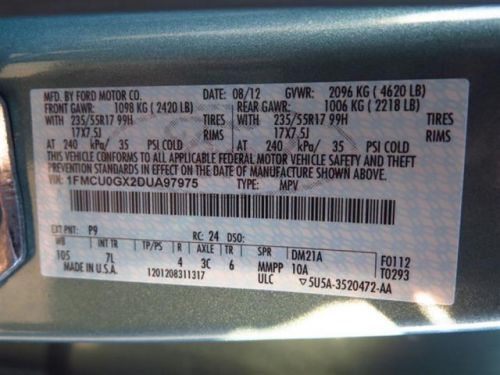 MFD. BY FORD MOTOR CO. DATE: 08/12 GVWR: 2096 KG ( 4620 LB)
FRONT GAWR: 1098 KG ( 2420 LB) REAR GAWR: 1006 KG ( 2218 LB)
WITH 235/55R17 99H TIRES WITH 235/55R17 99H TIRES
17X7.5J RIMS 17X7.5J RIMS
AT 240 kPa/ 35 PSI COLD AT 240 kPa/ 35 PSI COLD
THIS VEHICLE CONFORMS TO ALL APPLICABLE FEDERAL MOTOR VEHICLE SAFETY AND BUMPER
AND THEFT PREVENTION STANDARDS IN EFFECT ON THE DATE OF MANUFACTURE SHOWN ABOVE.
VIN: 1FMCU0GX2DUA97975 TYPE: MPV
EXT PNT: P9 RC: 24 DSO:
WB INT TR TP/PS R AXLE TR SPR DM21A F0112
105 7L 4 3C 6 MMPP 10A T0293
MADE IN U.S.A. 1201208311317 ULC 5U5A-3520472-AA